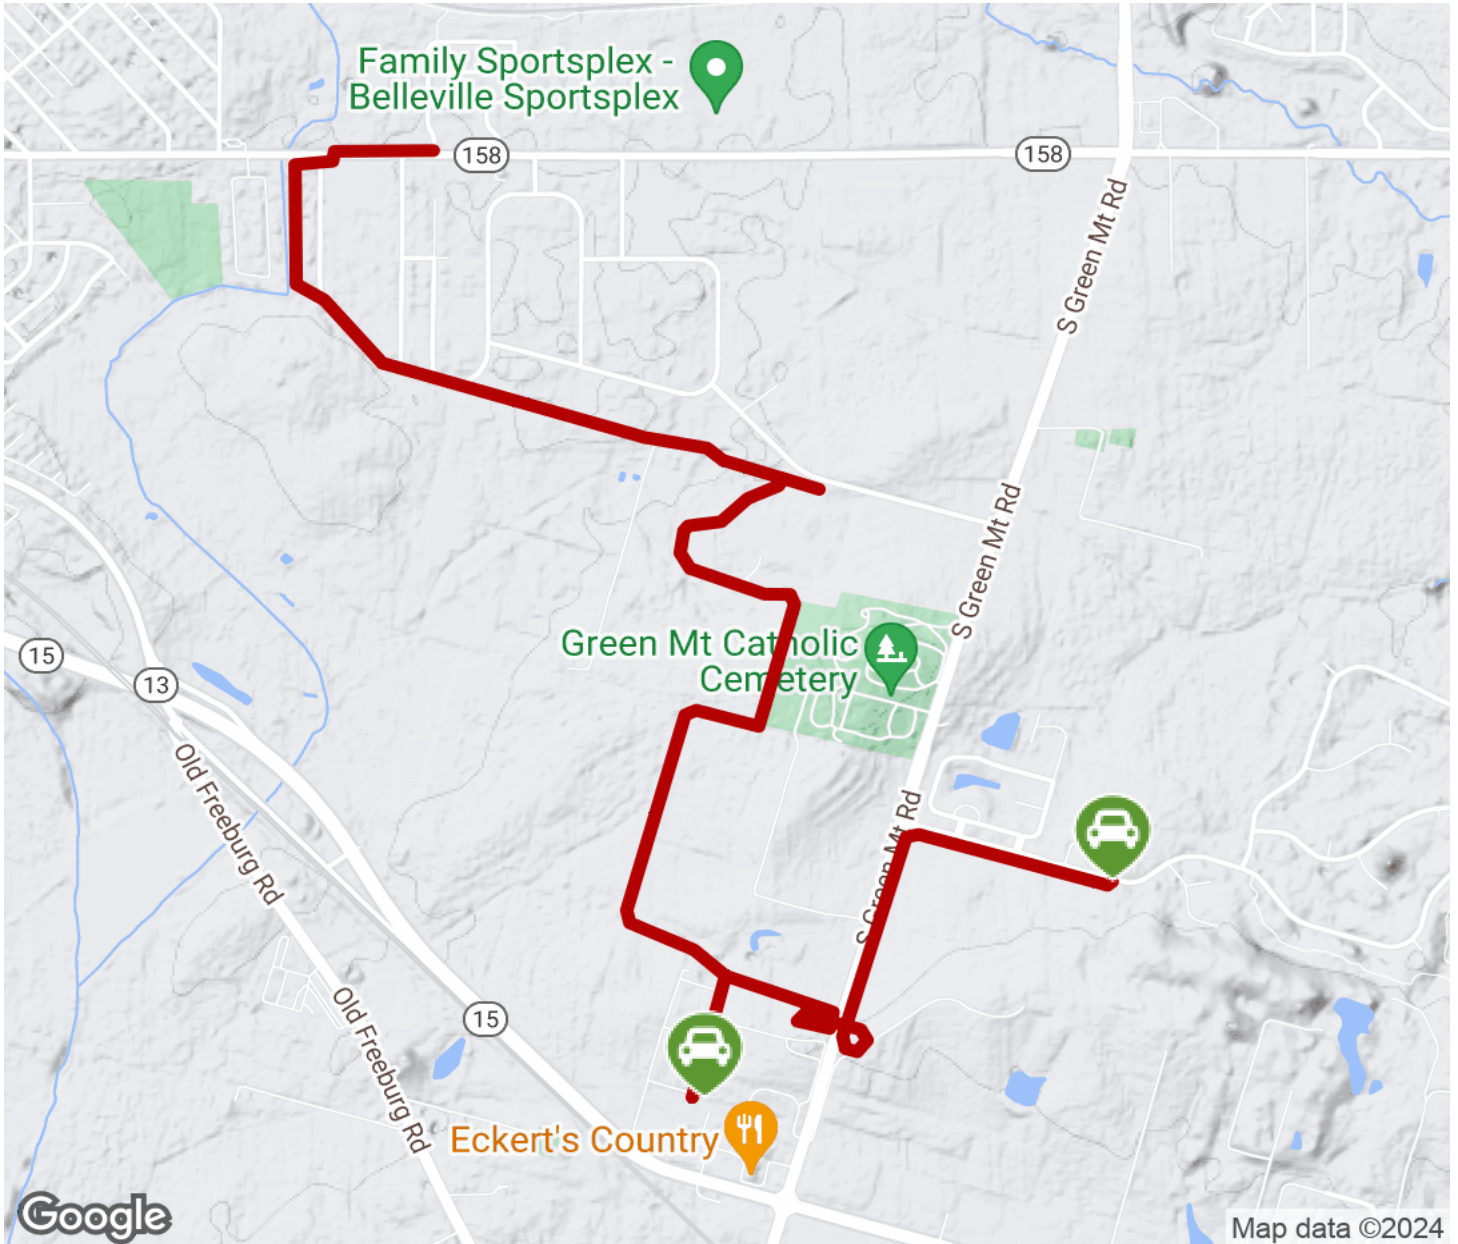 Family Sportsplex -
Belleville Sportsplex
158
158
S Green Mt Rd
S Green Mt Rd
Green Mt Catholic
Cemetery
15
13
Old Freeburg Rd
S Green Mt Rd
Old Freeburg Rd
15
Eckert's Country
Google
Map data ©2024